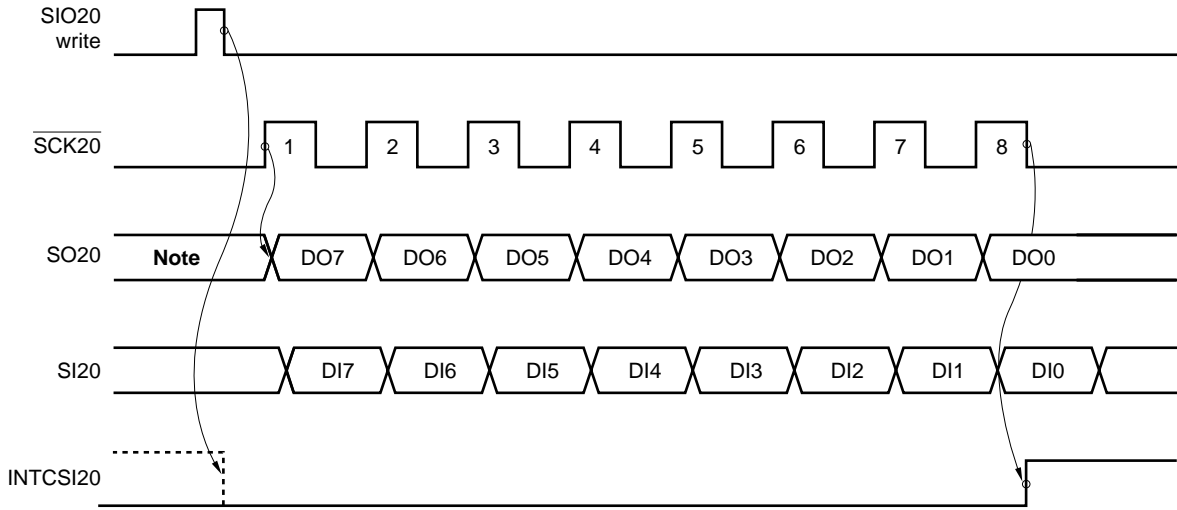 SIO20
write
SCK20
1 2 3 4 5 6 7 8
SO20
Note DO7 DO6 DO5 DO4 DO3 DO2 DO1 DO0
SI20
DI7 DI6 DI5 DI4 DI3 DI2 DI1 DI0
INTCSI20